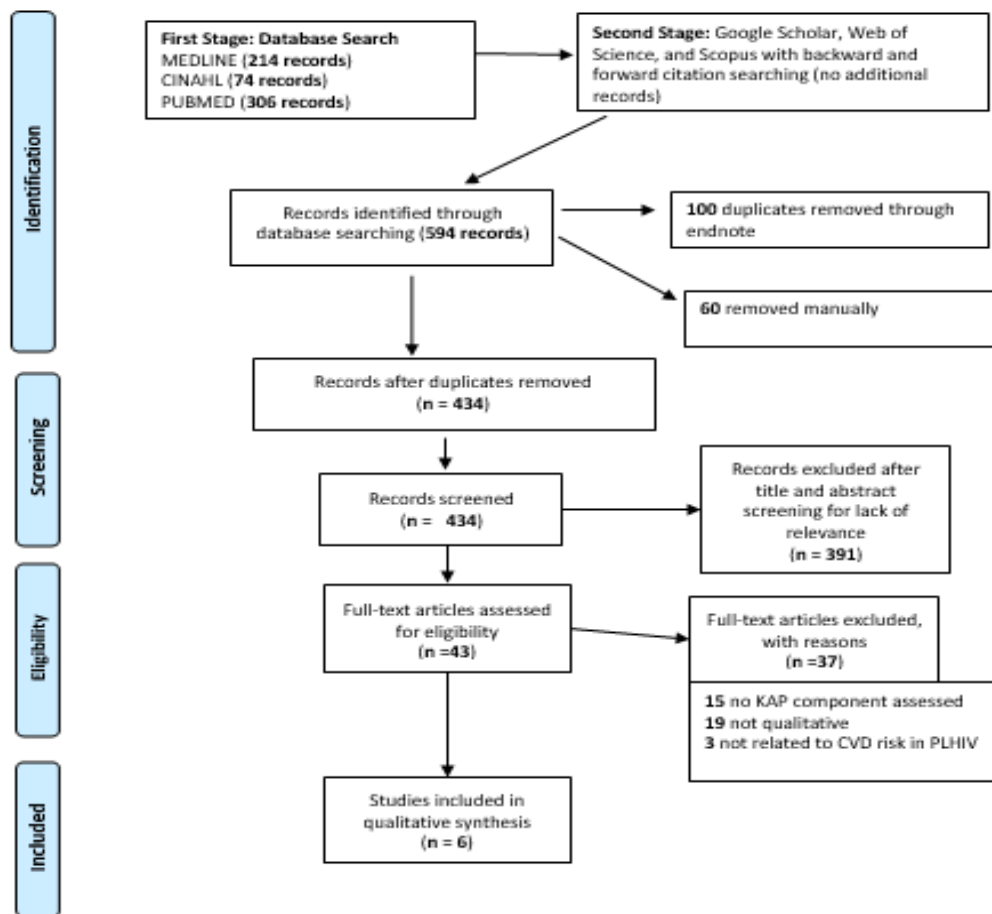 First Stage: Database Search
MEDLINE (214 records)
CINAHL (74 records)
PUBMED (306 records)
Second Stage: Google Scholar, Web of
Science, and Scopus with backward and
forward citation searching (no additional
records)
Identification
Records identified through
database searching (594 records)
100 duplicates removed through
endnote
60 removed manually
Records after duplicates removed
(n = 434)
Screening
Records screened
(n = 434)
Records excluded after
title and abstract
screening for lack of
relevance
(n = 391)
Eligibility
Full-text articles assessed
for eligibility
(n =43)
Full-text articles excluded,
with reasons
(n =37)
15 no KAP component assessed
19 not qualitative
3 not related to CVD risk in PLHIV
Included
Studies included in
qualitative synthesis
(n = 6)